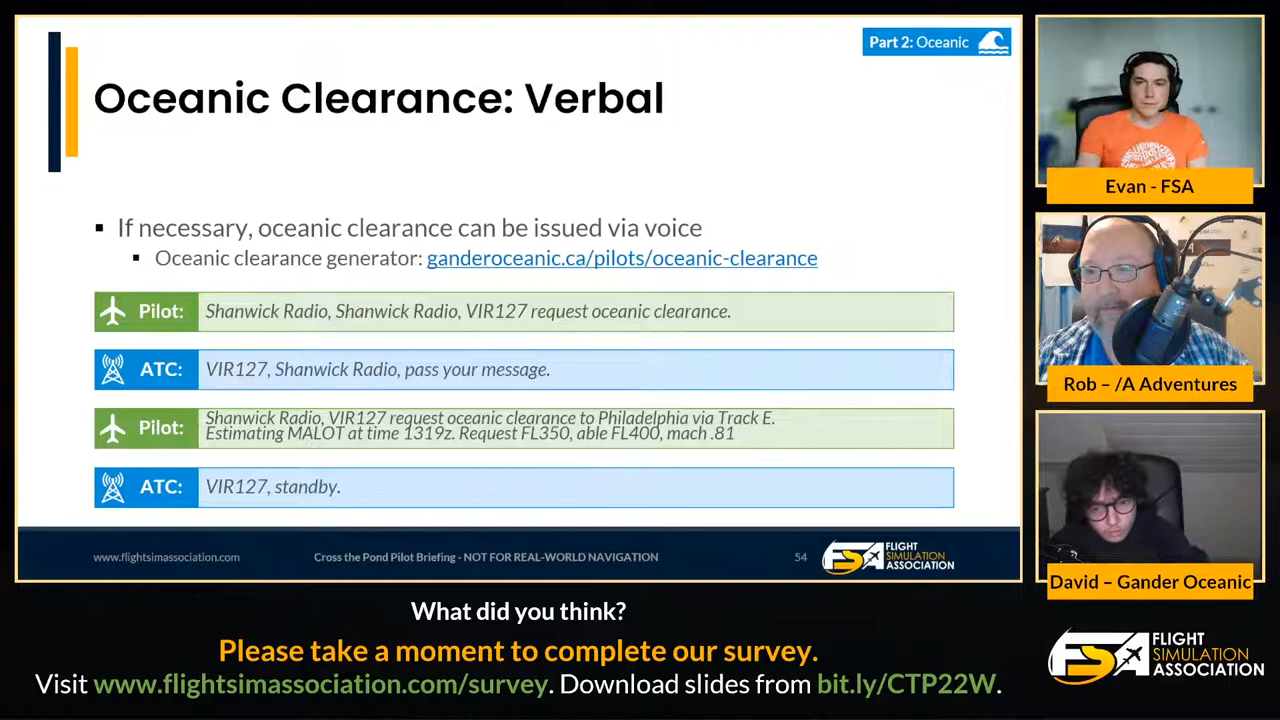 Part 2: Oceanic
Oceanic Clearance: Verbal
If necessary, oceanic clearance can be issued via voice
Oceanic clearance generator: ganderoceanic.ca/pilots/oceanic-clearance
Pilot: Shanwick Radio, Shanwick Radio, VIR127 request oceanic clearance.
ATC: VIR127, Shanwick Radio, pass your message.
Pilot: Shanwick Radio, VIR127 request oceanic clearance to Philadelphia via Track E.
Estimating MALOT at time 1319z. Request FL350, able FL400, mach .81
ATC: VIR127, standby.
www.flightsimassociation.com
Cross the Pond Pilot Briefing - NOT FOR REAL-WORLD NAVIGATION
54
FSA FLIGHT
SIMULATION
ASSOCIATION
Evan - FSA
Rob – /A Adventures
David – Gander Oceanic
What did you think?
Please take a moment to complete our survey.
Visit www.flightsimassociation.com/survey. Download slides from bit.ly/CTP22W.
FSA FLIGHT
SIMULATION
ASSOCIATION